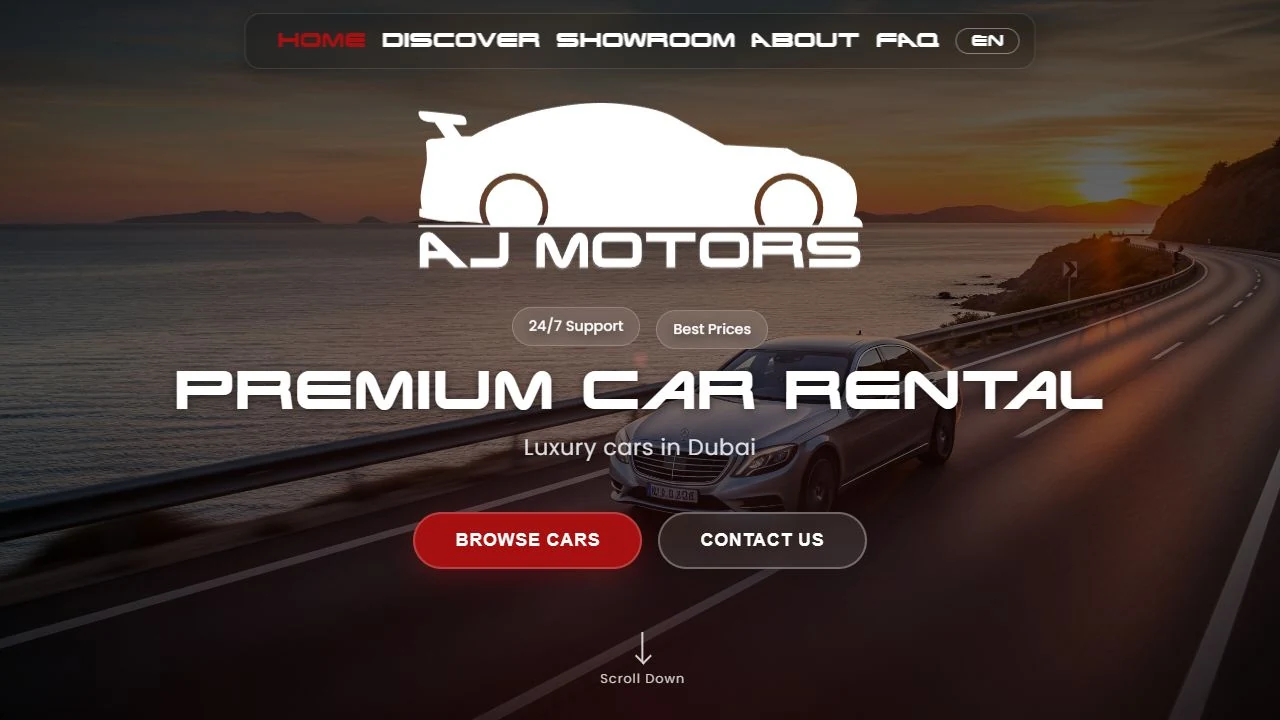 HOME DISCOVER SHOWROOM ABOUT FAQ EN
AJ MOTORS
24/7 Support Best Prices
PREMIUM CAR RENTAL
Luxury cars in Dubai
BROWSE CARS CONTACT US
Scroll Down